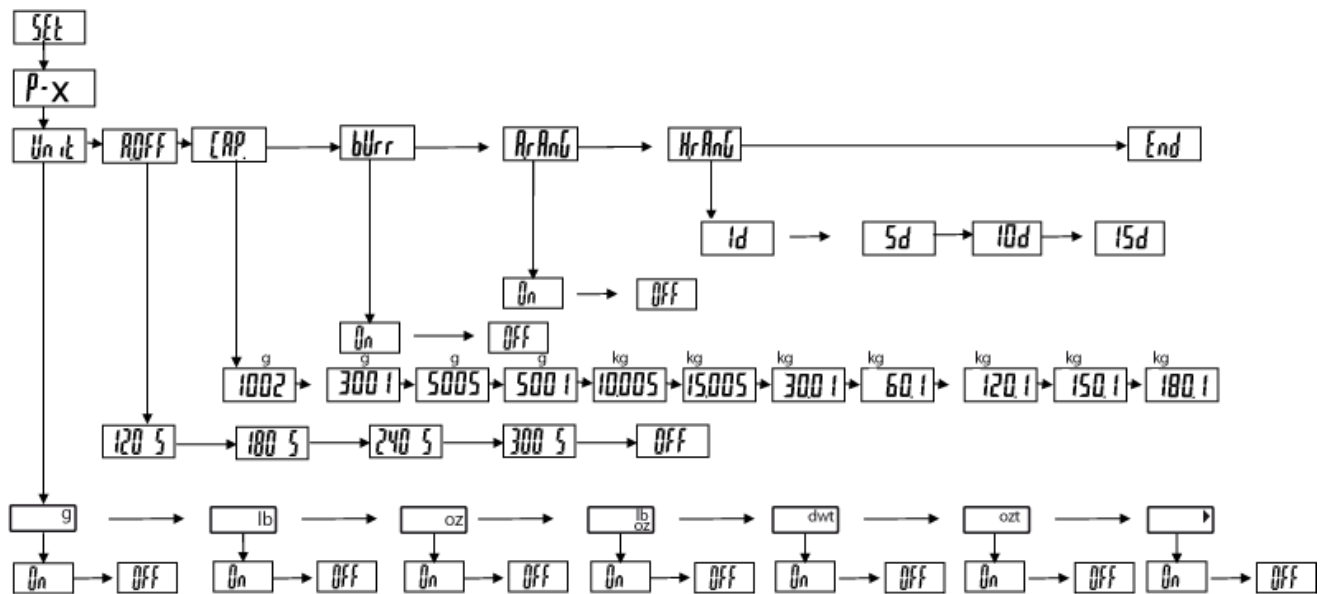 SEt
P-X
Unit A.OFF CAP. bUrr A.rAnG H.rAnG End
1d 5d 10d 15d
On OFF
On OFF
g g g g kg kg kg kg kg kg kg
1002 3001 5005 5001 10.005 15.005 30.01 60.1 120.1 150.1 180.1
120 S 180 S 240 S 300 S OFF
g lb oz lb oz dwt ozt
On OFF On OFF On OFF On OFF On OFF On OFF On OFF